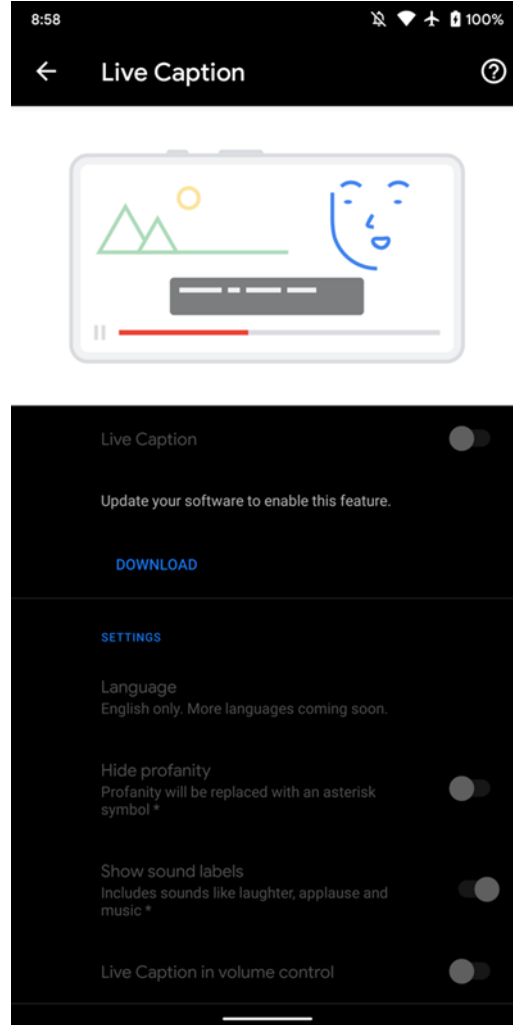 8:58
100%
Live Caption
Live Caption
Update your software to enable this feature.
DOWNLOAD
SETTINGS
Language
English only. More languages coming soon.
Hide profanity
Profanity will be replaced with an asterisk
symbol *
Show sound labels
Includes sounds like laughter, applause and
music *
Live Caption in volume control